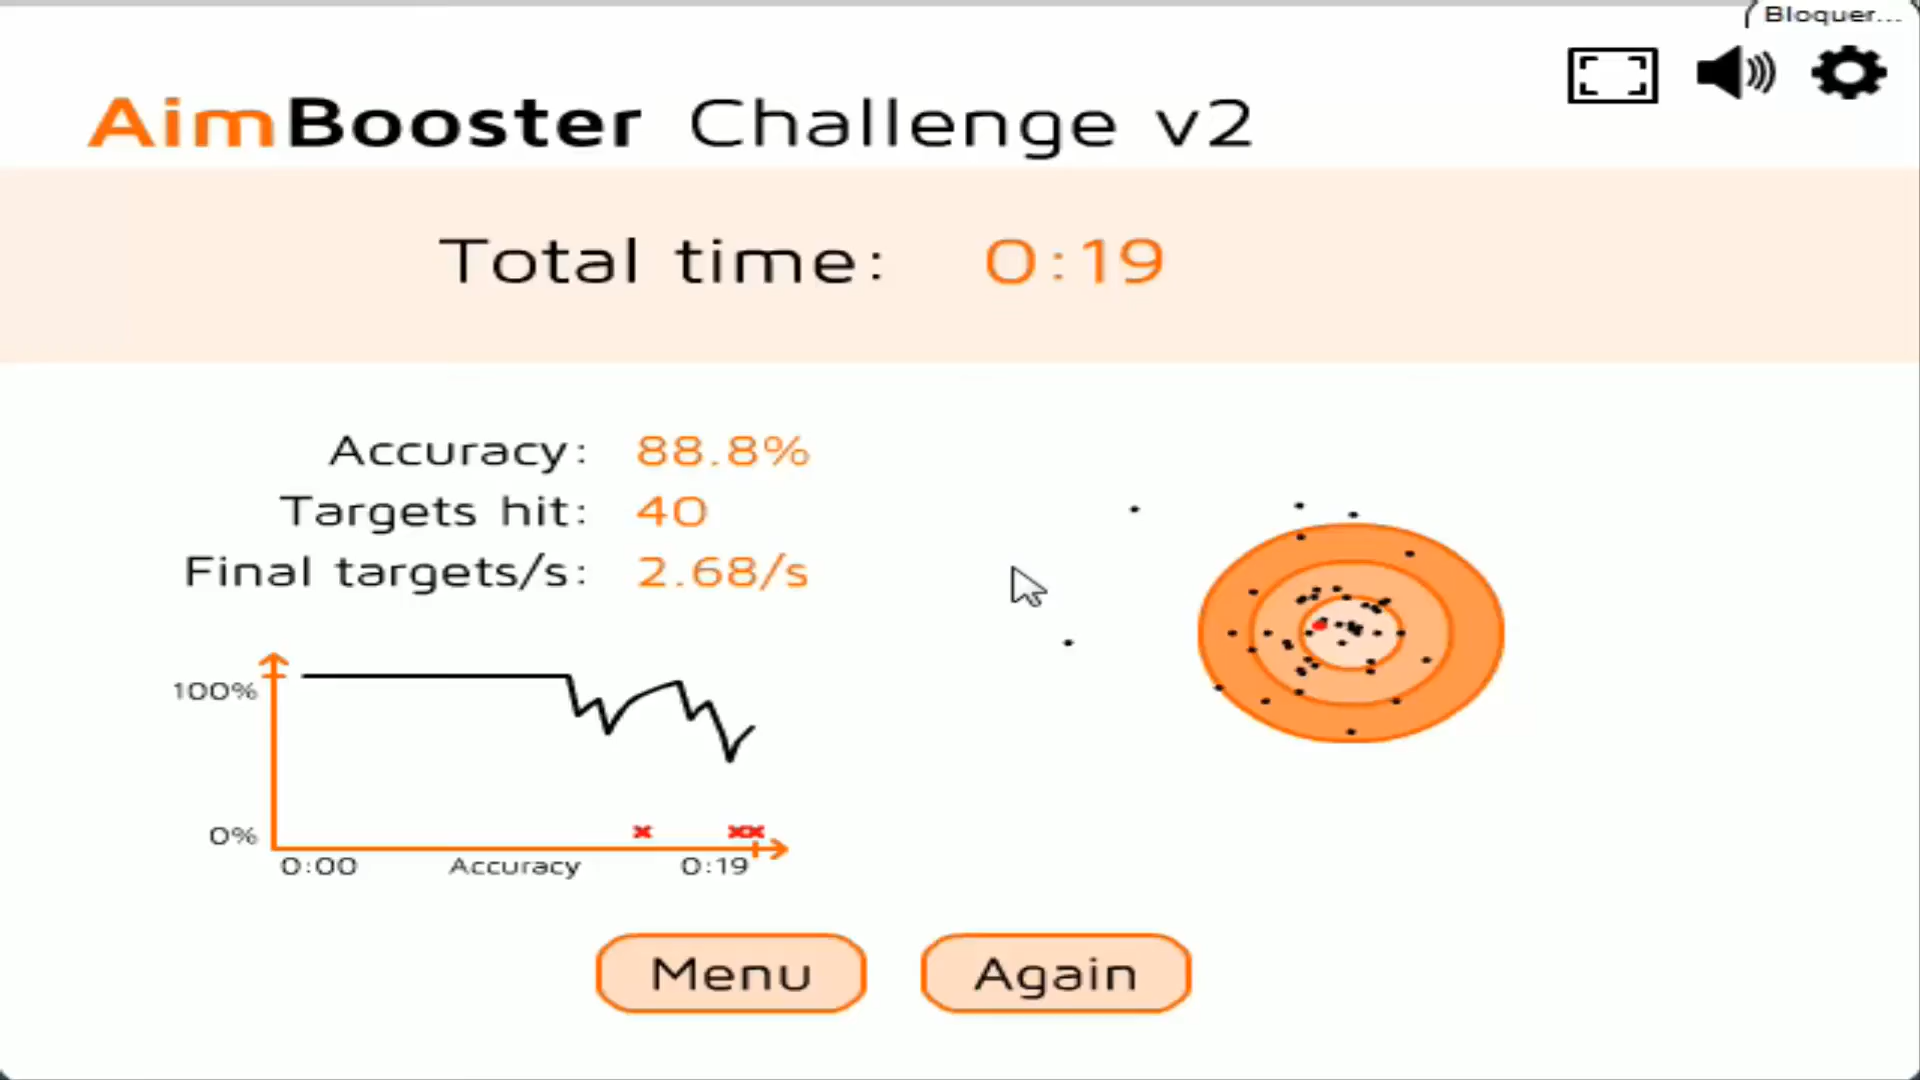 Bloquer...
AimBooster Challenge v2
Total time: 0:19
Accuracy: 88.8%
Targets hit: 40
Final targets/s: 2.68/s
100%
0%
0:00 Accuracy 0:19
Menu Again